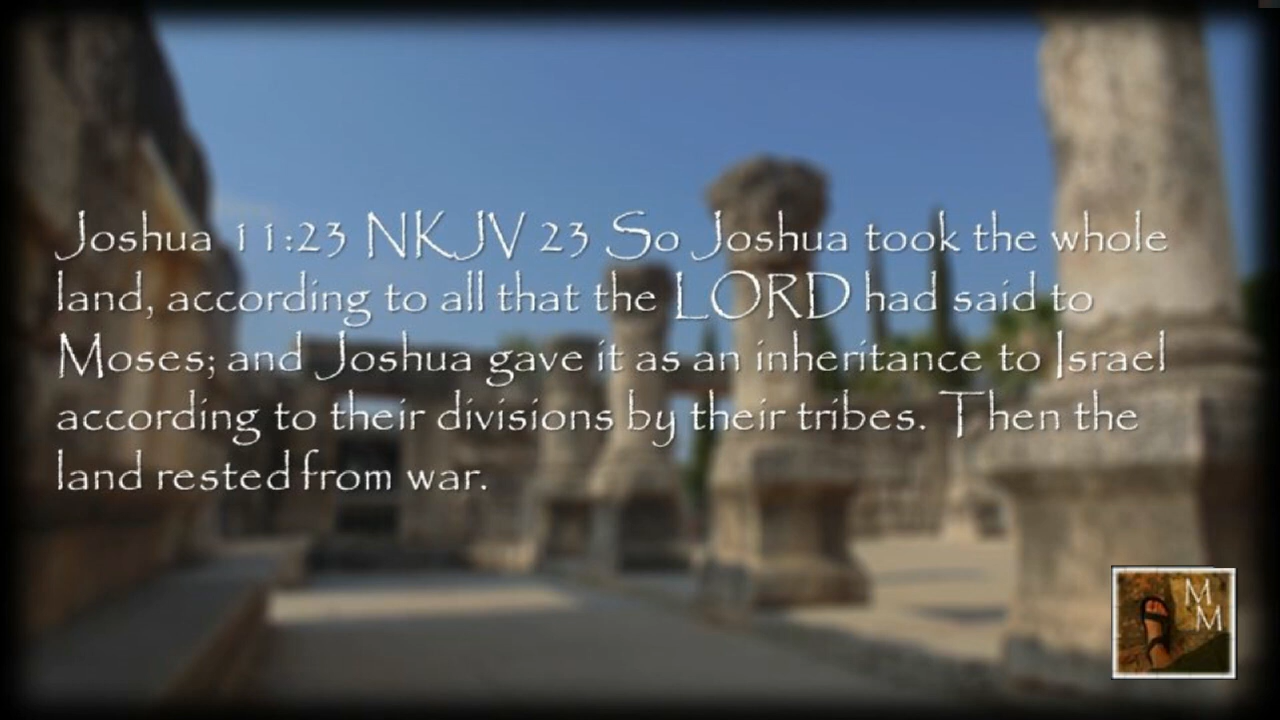 Joshua 11:23 NKJV 23 So Joshua took the whole
land, according to all that the LORD had said to
Moses; and Joshua gave it as an inheritance to Israel
according to their divisions by their tribes. Then the
land rested from war.
M
M